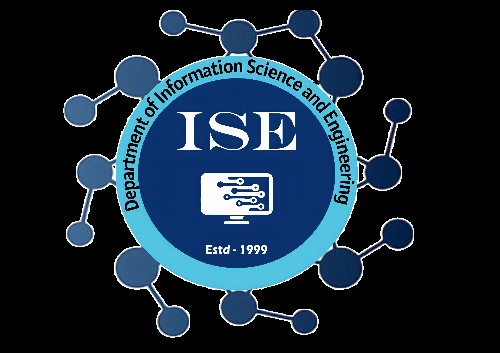 Department of Information Science and Engineering
ISE
Estd - 1999